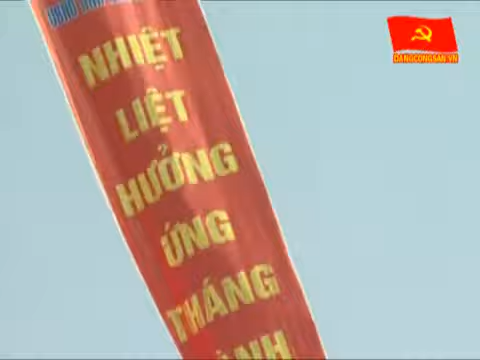 NHIỆT
LIỆT
HƯỞNG
ỨNG
THÁNG
DANGCONGSAN.VN